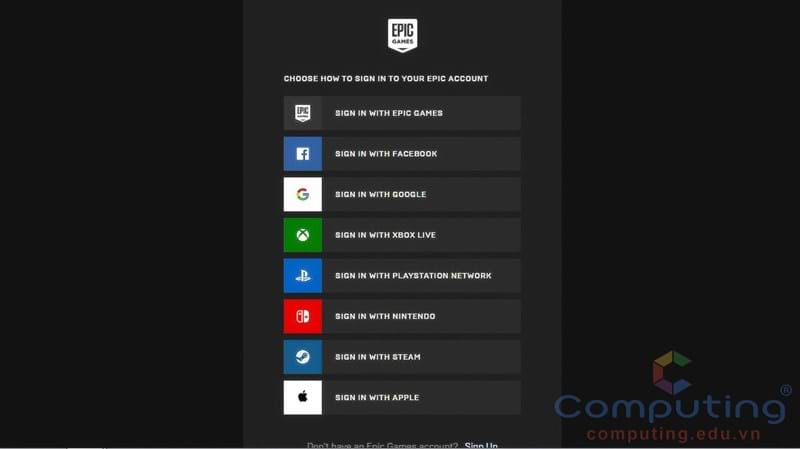 EPIC
GAMES
CHOOSE HOW TO SIGN IN TO YOUR EPIC ACCOUNT
EPIC
GAMES
SIGN IN WITH EPIC GAMES
SIGN IN WITH FACEBOOK
SIGN IN WITH GOOGLE
SIGN IN WITH XBOX LIVE
SIGN IN WITH PLAYSTATION NETWORK
SIGN IN WITH NINTENDO
SIGN IN WITH STEAM
SIGN IN WITH APPLE
Computing®
computing.edu.vn
Don't have an Epic Games account? Sign Up